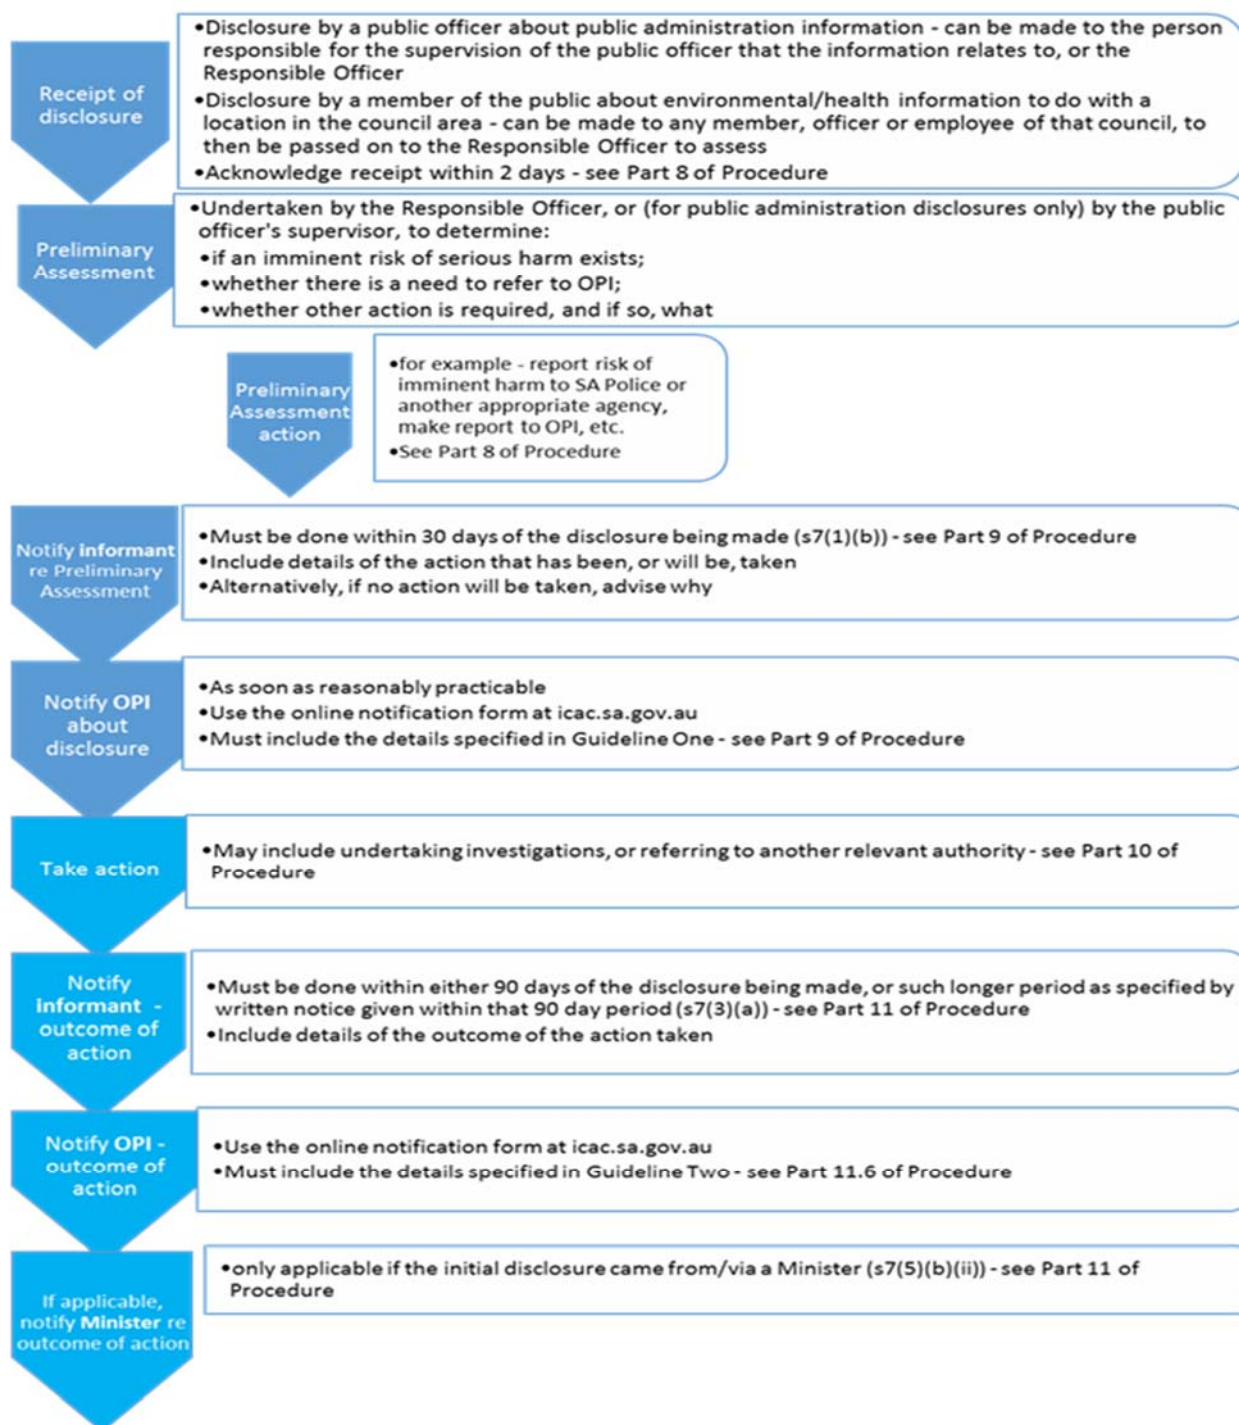 Receipt of
disclosure
•Disclosure by a public officer about public administration information - can be made to the person
responsible for the supervision of the public officer that the information relates to, or the
Responsible Officer
•Disclosure by a member of the public about environmental/health information to do with a
location in the council area - can be made to any member, officer or employee of that council, to
then be passed on to the Responsible Officer to assess
•Acknowledge receipt within 2 days - see Part 8 of Procedure
Preliminary
Assessment
•Undertaken by the Responsible Officer, or (for public administration disclosures only) by the public
officer's supervisor, to determine:
•if an imminent risk of serious harm exists;
•whether there is a need to refer to OPI;
•whether other action is required, and if so, what
Preliminary
Assessment
action
•for example - report risk of
imminent harm to SA Police or
another appropriate agency,
make report to OPI, etc.
•See Part 8 of Procedure
Notify informant
re Preliminary
Assessment
•Must be done within 30 days of the disclosure being made (s7(1)(b)) - see Part 9 of Procedure
•Include details of the action that has been, or will be, taken
•Alternatively, if no action will be taken, advise why
Notify OPI
about
disclosure
•As soon as reasonably practicable
•Use the online notification form at icac.sa.gov.au
•Must include the details specified in Guideline One - see Part 9 of Procedure
Take action
•May include undertaking investigations, or referring to another relevant authority - see Part 10 of
Procedure
Notify
informant -
outcome of
action
•Must be done within either 90 days of the disclosure being made, or such longer period as specified by
written notice given within that 90 day period (s7(3)(a)) - see Part 11 of Procedure
•Include details of the outcome of the action taken
Notify OPI -
outcome of
action
•Use the online notification form at icac.sa.gov.au
•Must include the details specified in Guideline Two - see Part 11.6 of Procedure
If applicable,
notify Minister re
outcome of action
•only applicable if the initial disclosure came from/via a Minister (s7(5)(b)(ii)) - see Part 11 of
Procedure